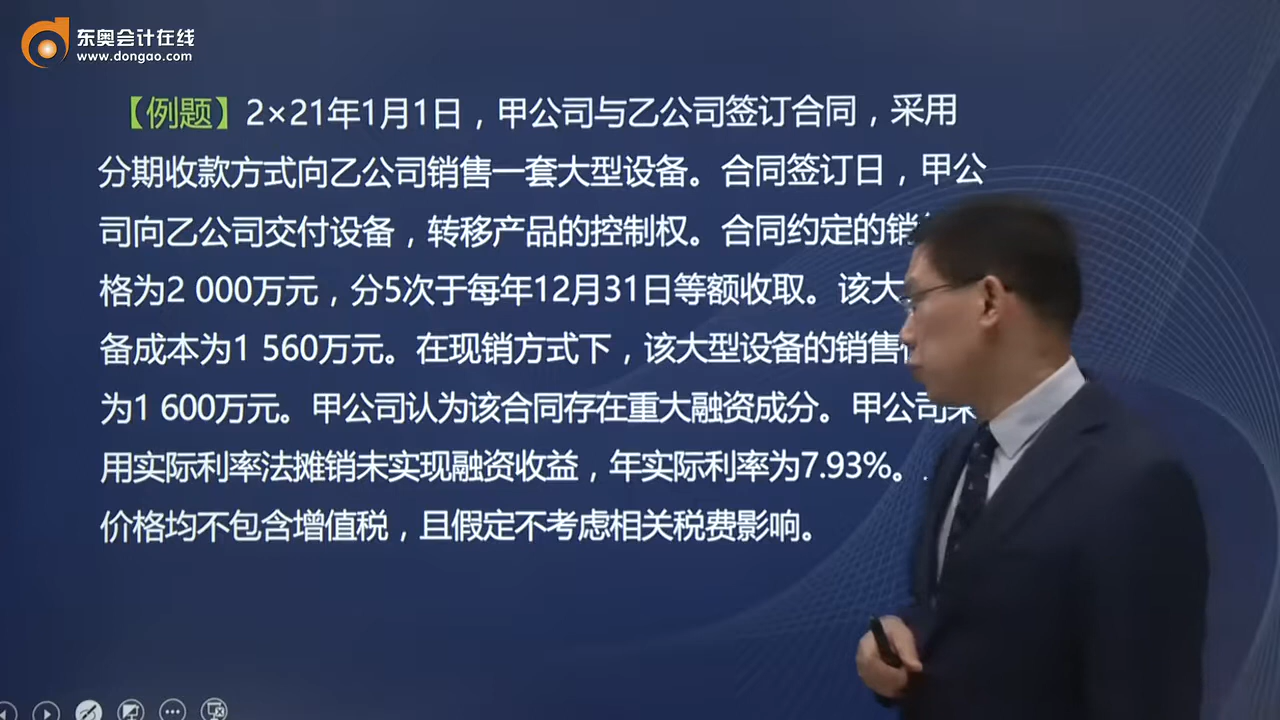 东奥会计在线
www.dongao.com
【例题】2×21年1月1日，甲公司与乙公司签订合同，采用
分期收款方式向乙公司销售一套大型设备。合同签订日，甲公
司向乙公司交付设备，转移产品的控制权。合同约定的销
格为2 000万元，分5次于每年12月31日等额收取。该大
备成本为1 560万元。在现销方式下，该大型设备的销售
为1 600万元。甲公司认为该合同存在重大融资成分。甲公司采
用实际利率法摊销未实现融资收益，年实际利率为7.93%。
价格均不包含增值税，且假定不考虑相关税费影响。